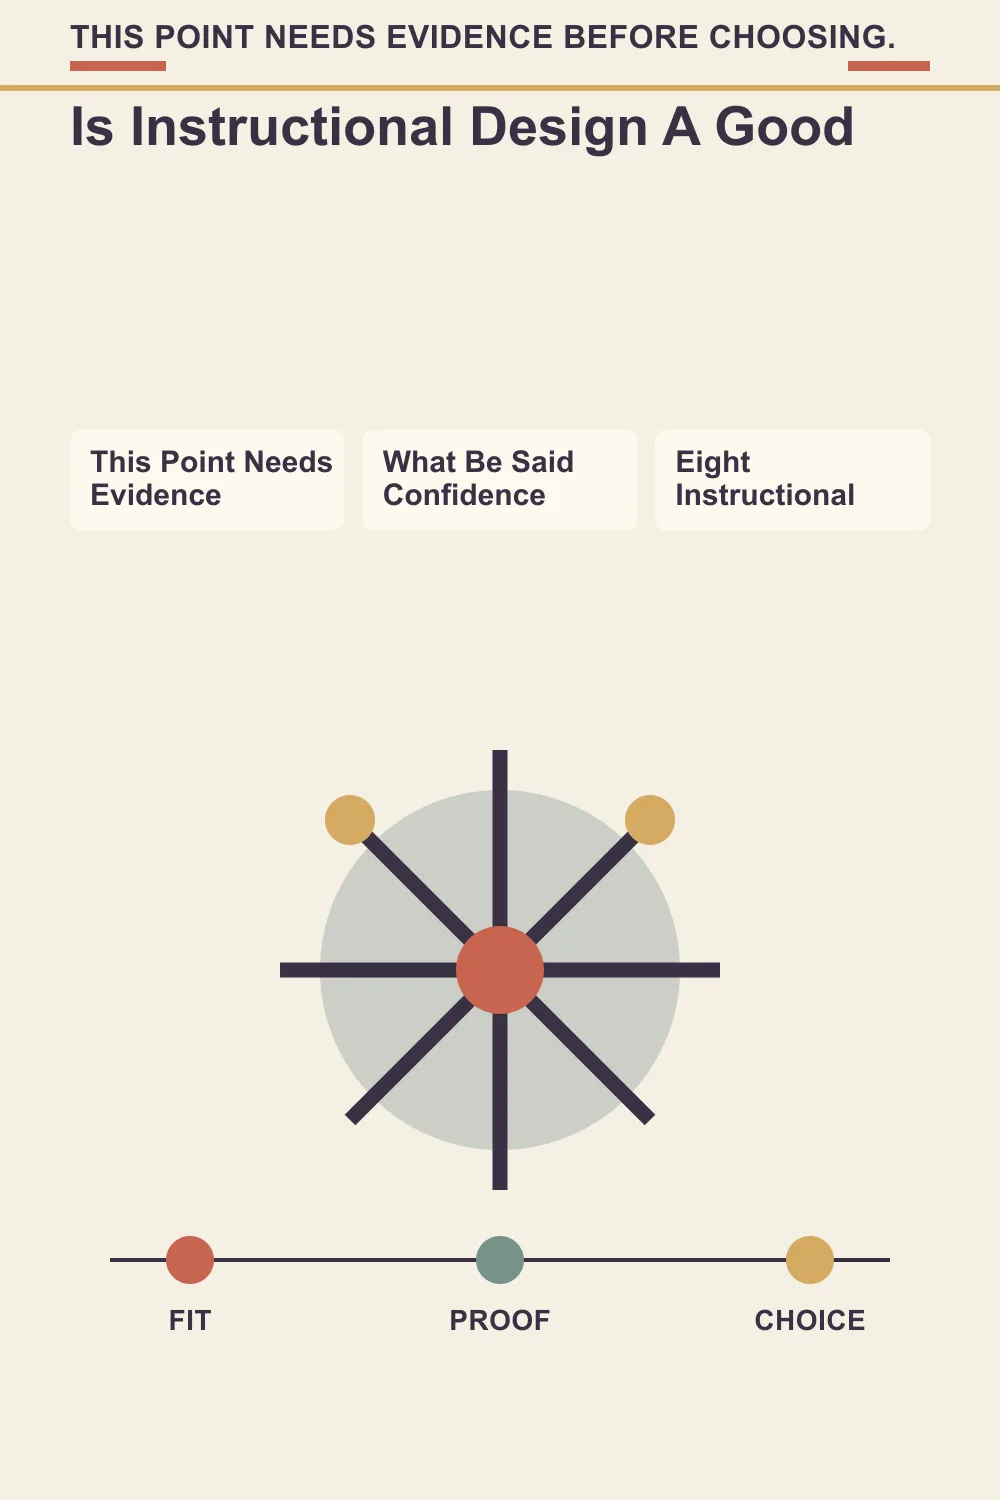 THIS POINT NEEDS EVIDENCE BEFORE CHOOSING.
Is Instructional Design A Good
This Point Needs
Evidence
What Be Said
Confidence
Eight
Instructional
FIT
PROOF
CHOICE